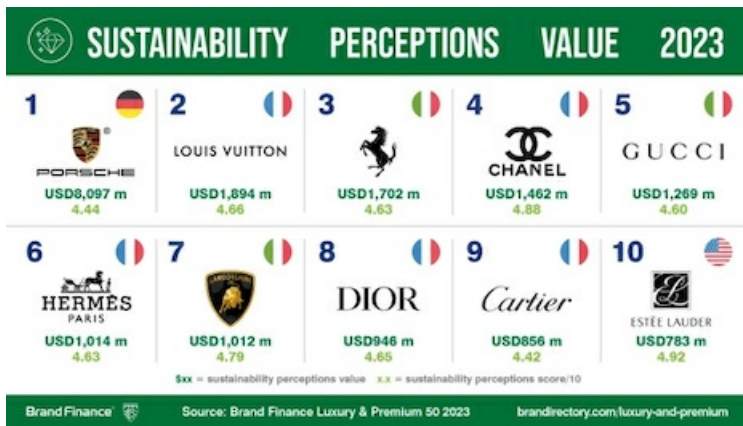 SUSTAINABILITY PERCEPTIONS VALUE 2023
1
PORSCHE
USD8,097 m
4.44
2
LOUIS VUITTON
USD1,894 m
4.66
3
USD1,702 m
4.63
4
CHANEL
USD1,462 m
4.88
5
GUCCI
USD1,269 m
4.60
6
HERMÈS
PARIS
USD1,014 m
4.63
7
LAMBORGHINI
USD1,012 m
4.79
8
DIOR
USD946 m
4.65
9
Cartier
USD856 m
4.42
10
ESTĒE LAUDER
USD783 m
4.92
$xx = sustainability perceptions value x.x = sustainability perceptions score/10
Brand Finance® Source: Brand Finance Luxury & Premium 50 2023 brandirectory.com/luxury-and-premium